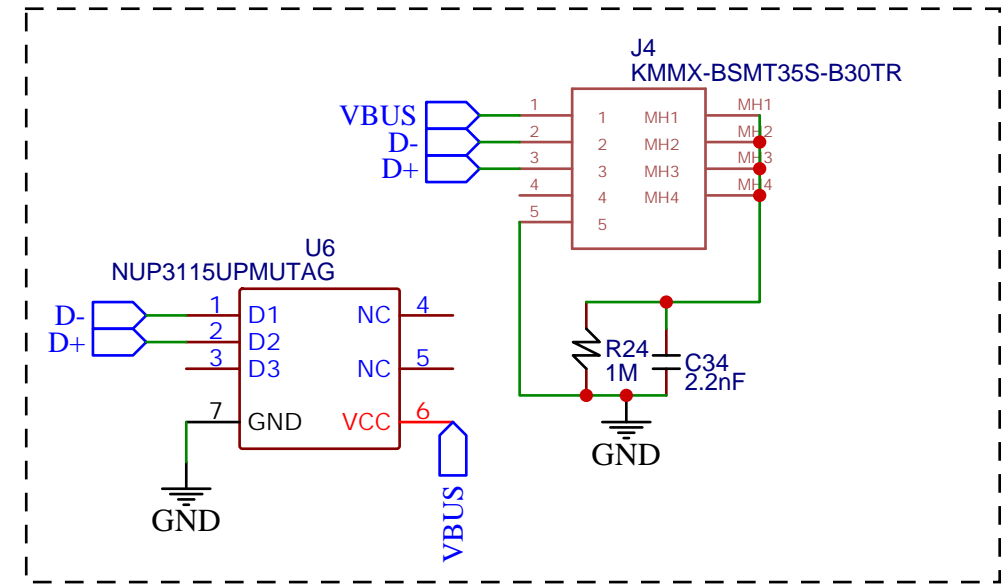 J4
KMMX-BSMT35S-B30TR
VBUS 1 1 MH1 MH1
D- 2 2 MH2 MH2
D+ 3 3 MH3 MH3
4 4 MH4 MH4
5 5
U6
NUP3115UPMUTAG
D- 1 D1 NC 4
D+ 2 D2
3 D3 NC 5
7 GND VCC 6
GND
VBUS
R24
1M
C34
2.2nF
GND